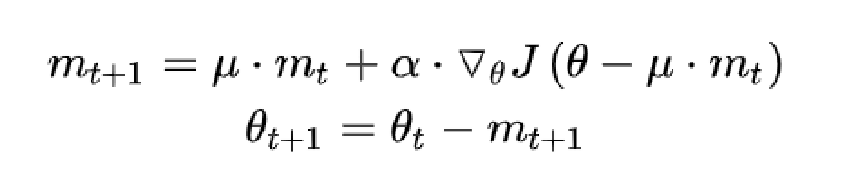 m_{t+1} = μ · m_t + α · ▽_θ J (θ − μ · m_t)
θ_{t+1} = θ_t − m_{t+1}